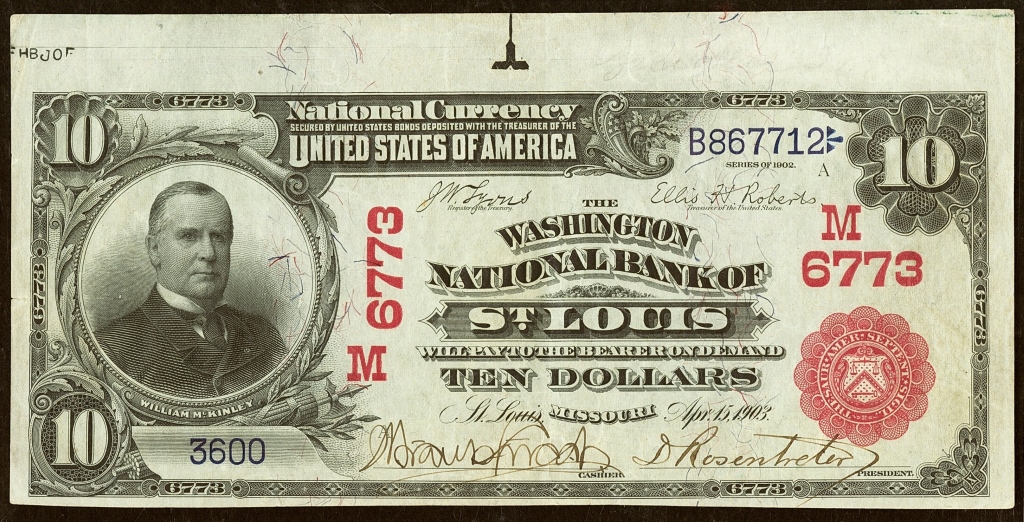 HBJOF
6773
6773
10
National Currency
SECURED BY UNITED STATES BONDS DEPOSITED WITH THE TREASURER OF THE
UNITED STATES OF AMERICA
B867712
SERIES OF 1902.
A
10
J.W. Lyons
Register of the Treasury.
Ellis H. Roberts
Treasurer of the United States.
THE
WASHINGTON
NATIONAL BANK OF
ST. LOUIS
WILL PAY TO THE BEARER ON DEMAND
TEN DOLLARS
St. Louis, MISSOURI Apr. 15, 1903.
M
6773
M 6773
6773
6773
WILLIAM McKINLEY
10
3600
CASHIER.
D Rosentreter
PRESIDENT.
6773
6773